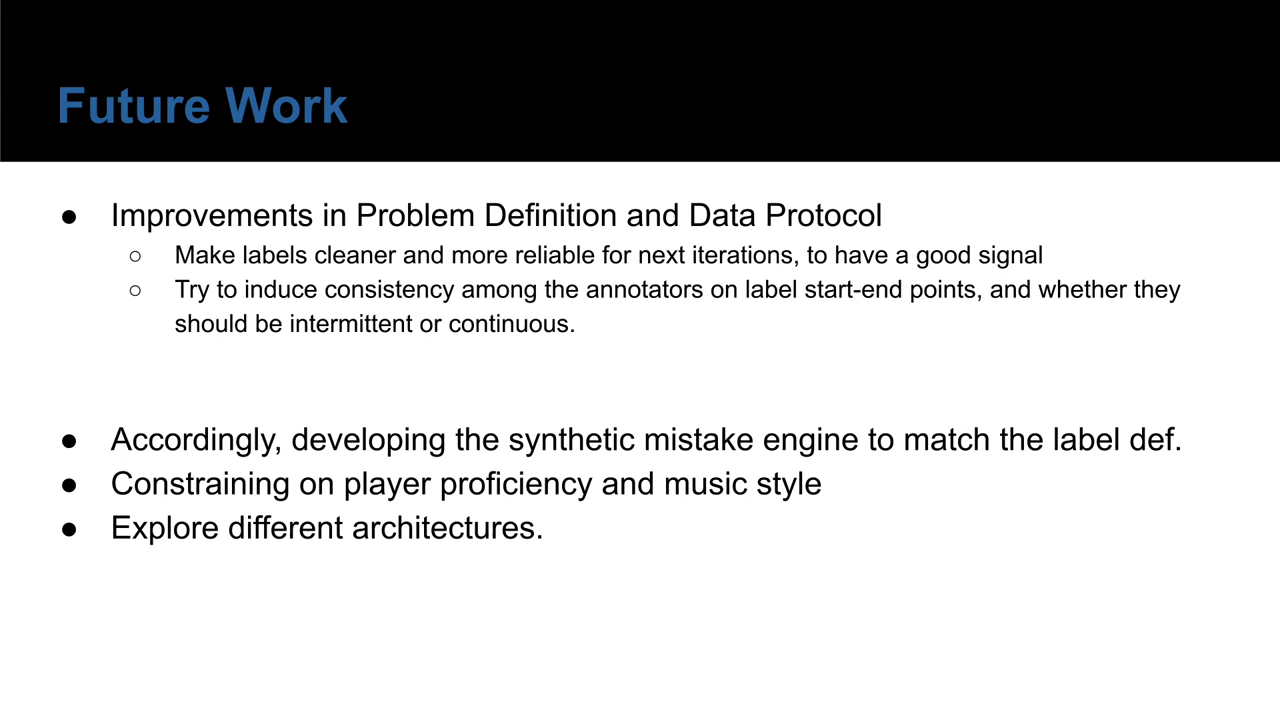 Future Work
● Improvements in Problem Definition and Data Protocol
○ Make labels cleaner and more reliable for next iterations, to have a good signal
○ Try to induce consistency among the annotators on label start-end points, and whether they
should be intermittent or continuous.
● Accordingly, developing the synthetic mistake engine to match the label def.
● Constraining on player proficiency and music style
● Explore different architectures.